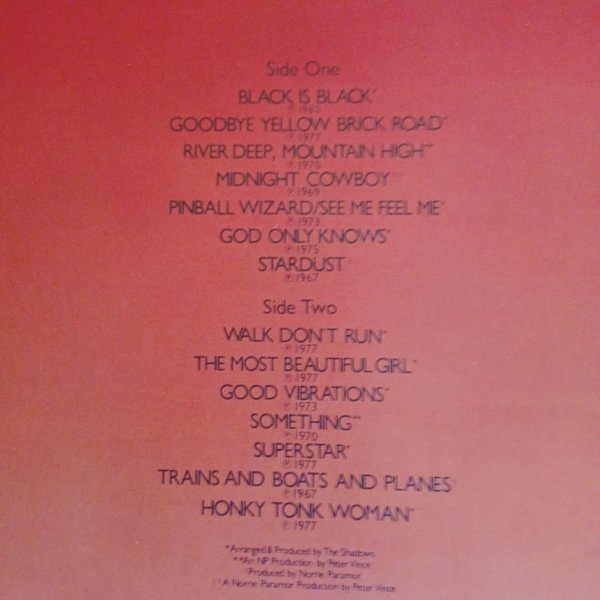 Side One
BLACK IS BLACK*
GOODBYE YELLOW BRICK ROAD*
℗ 1977
RIVER DEEP, MOUNTAIN HIGH**
℗ 1970
MIDNIGHT COWBOY
℗ 1969
PINBALL WIZARD/SEE ME FEEL ME*
℗ 1973
GOD ONLY KNOWS*
℗ 1975
STARDUST
℗ 1967
Side Two
WALK DON'T RUN*
℗ 1977
THE MOST BEAUTIFUL GIRL*
℗ 1977
GOOD VIBRATIONS*
℗ 1973
SOMETHING**
℗ 1970
SUPERSTAR*
℗ 1977
TRAINS AND BOATS AND PLANES
℗ 1967
HONKY TONK WOMAN*
℗ 1977
*Arranged & Produced by The Shadows
**An NP Production by Peter Vince
Produced by Norrie Paramor
A Norrie Paramor Production by Peter Vince